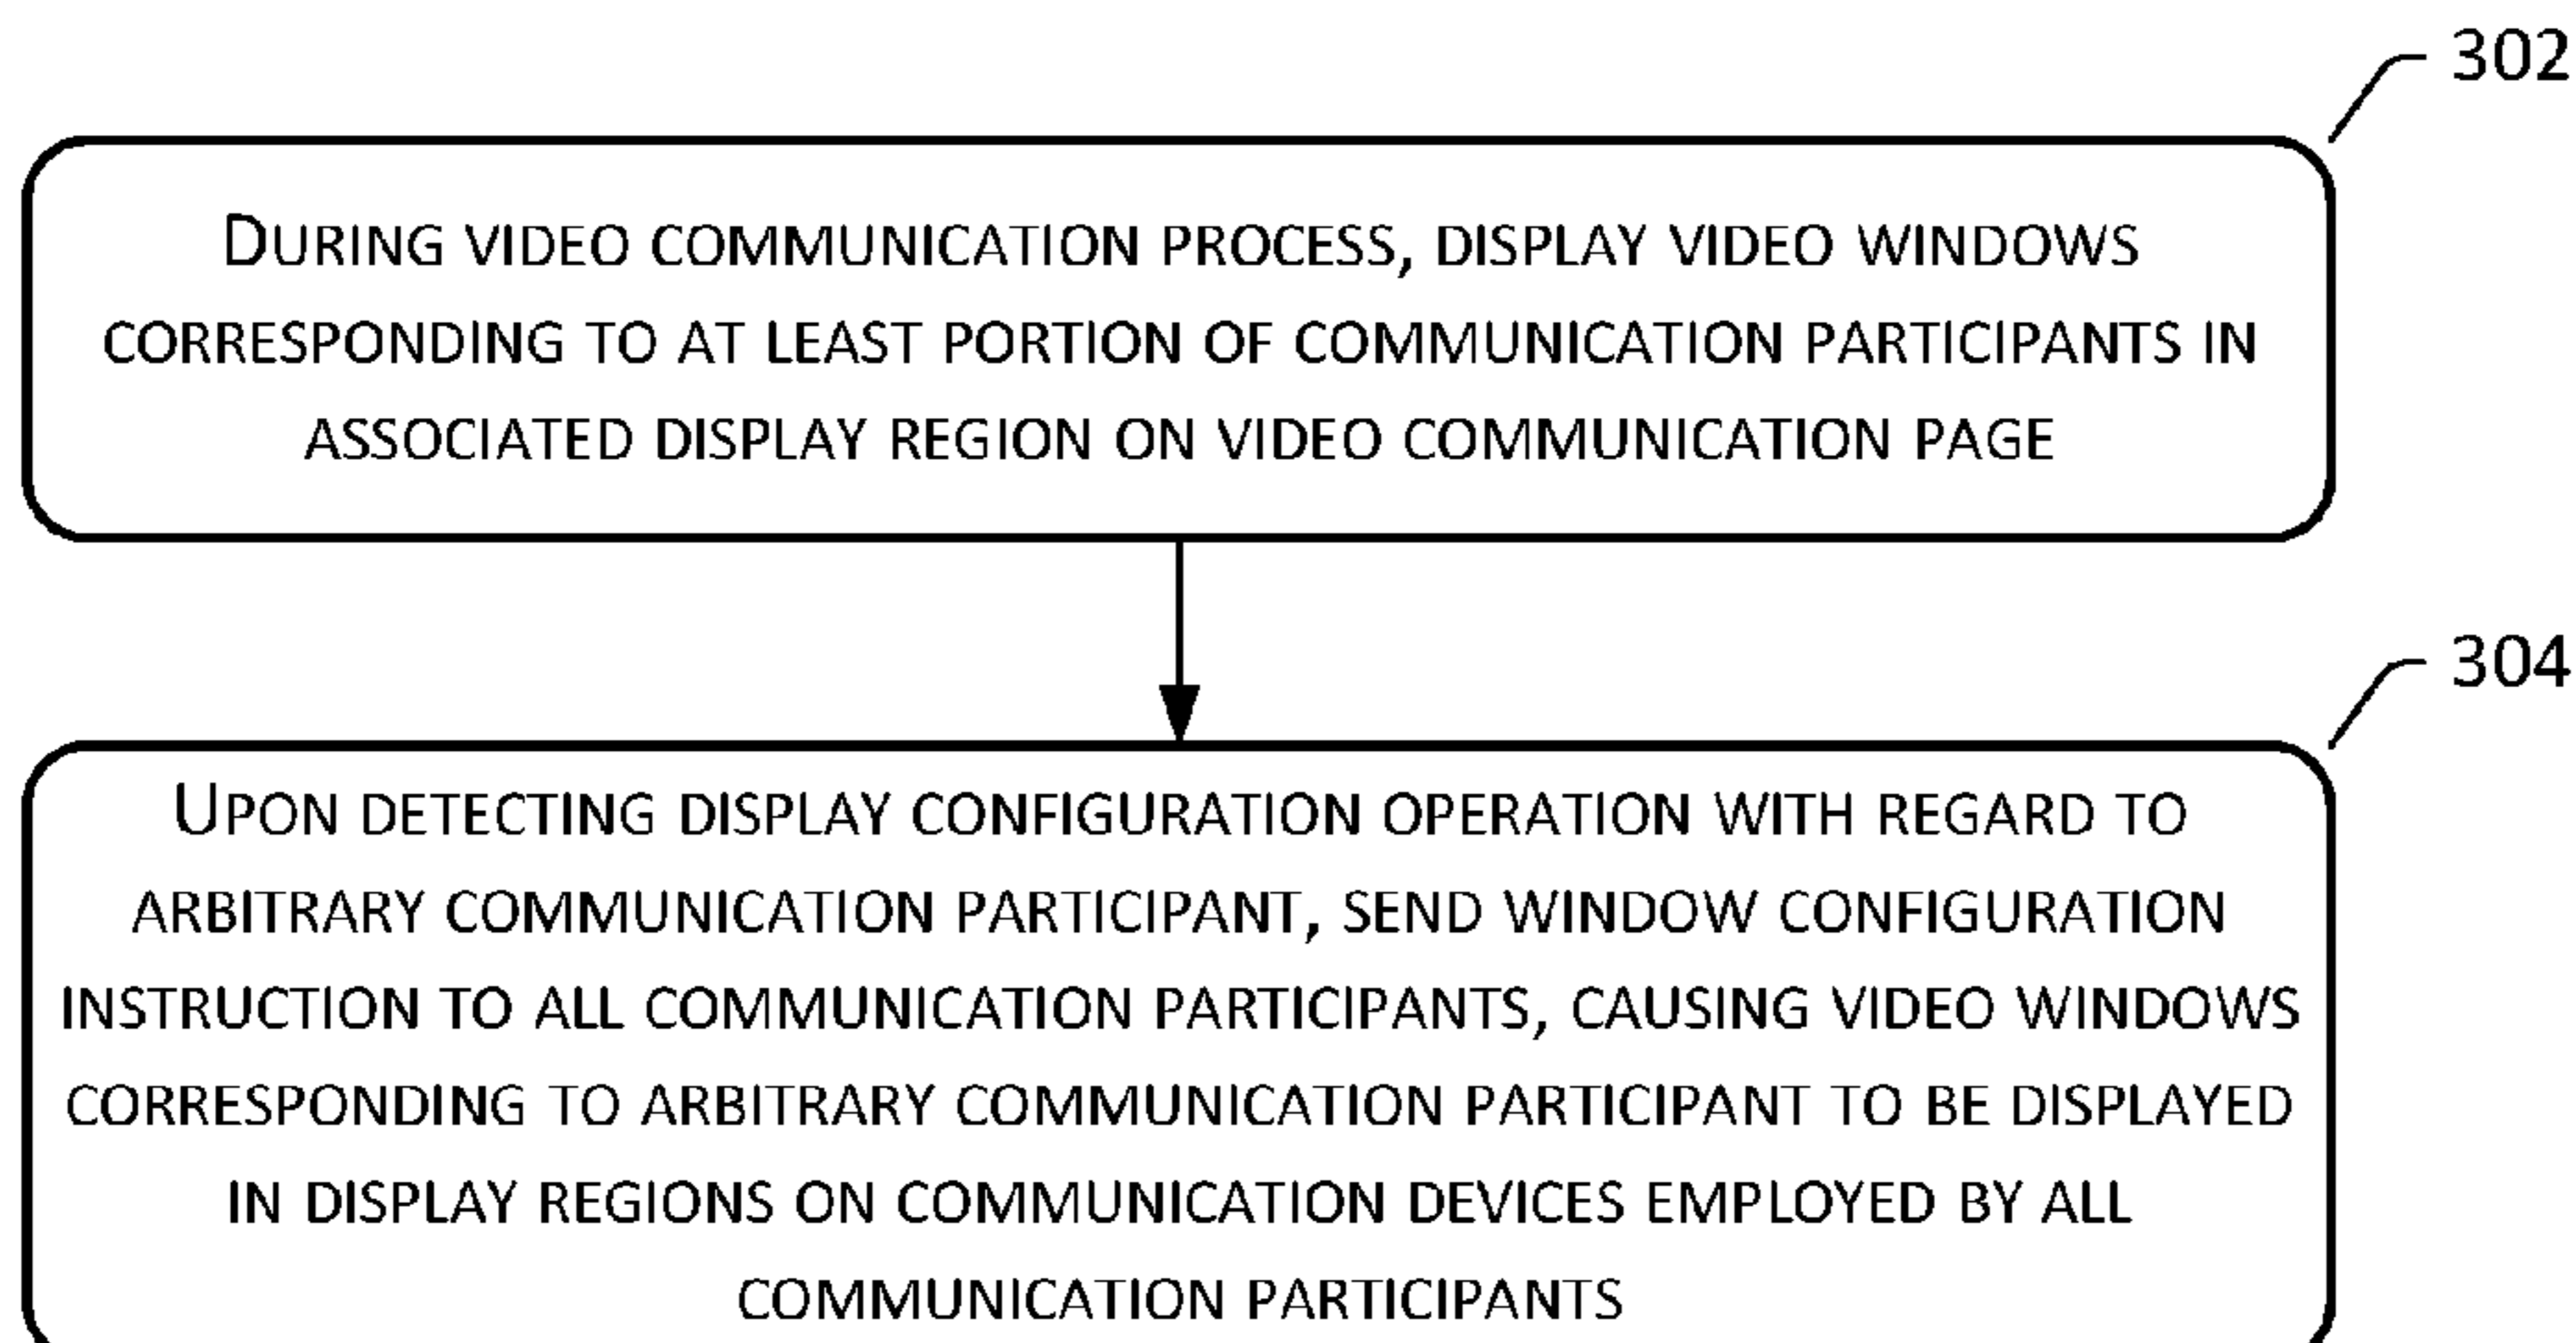 302
During video communication process, display video windows
corresponding to at least portion of communication participants in
associated display region on video communication page
304
Upon detecting display configuration operation with regard to
arbitrary communication participant, send window configuration
instruction to all communication participants, causing video windows
corresponding to arbitrary communication participant to be displayed
in display regions on communication devices employed by all
communication participants